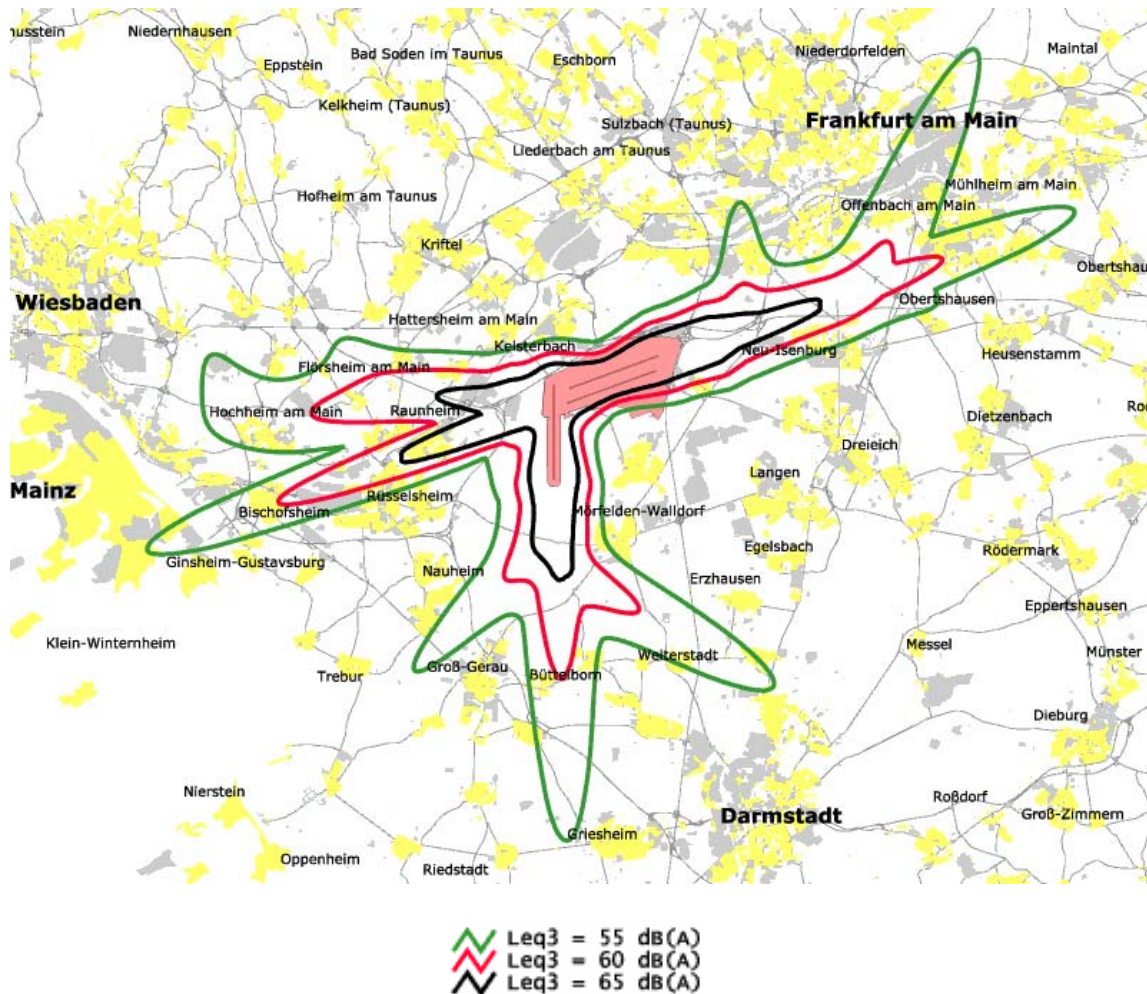 usstein
Niedernhausen
Eppstein
Bad Soden im Taunus
Eschborn
Niederdorfelden
Maintal
Kelkheim (Taunus)
Sulzbach (Taunus)
Frankfurt am Main
Liederbach am Taunus
Hofheim am Taunus
Mühlheim am Main
Offenbach am Main
Kriftel
Obertshau
Wiesbaden
Obertshausen
Hattersheim am Main
Kelsterbach
Neu-Isenburg
Heusenstamm
Flörsheim am Main
Hochheim am Main
Raunheim
Dietzenbach
Ro
Dreieich
Langen
Mainz
Rüsselsheim
Bischofsheim
Mörfelden-Walldorf
Egelsbach
Rödermark
Ginsheim-Gustavsburg
Nauheim
Erzhausen
Eppertshausen
Klein-Winternheim
Messel
Münster
Weiterstadt
Groß-Gerau
Trebur
Büttelborn
Dieburg
Nierstein
Roßdorf
Groß-Zimmern
Darmstadt
Griesheim
Oppenheim
Riedstadt
Leq3 = 55 dB(A)
Leq3 = 60 dB(A)
Leq3 = 65 dB(A)